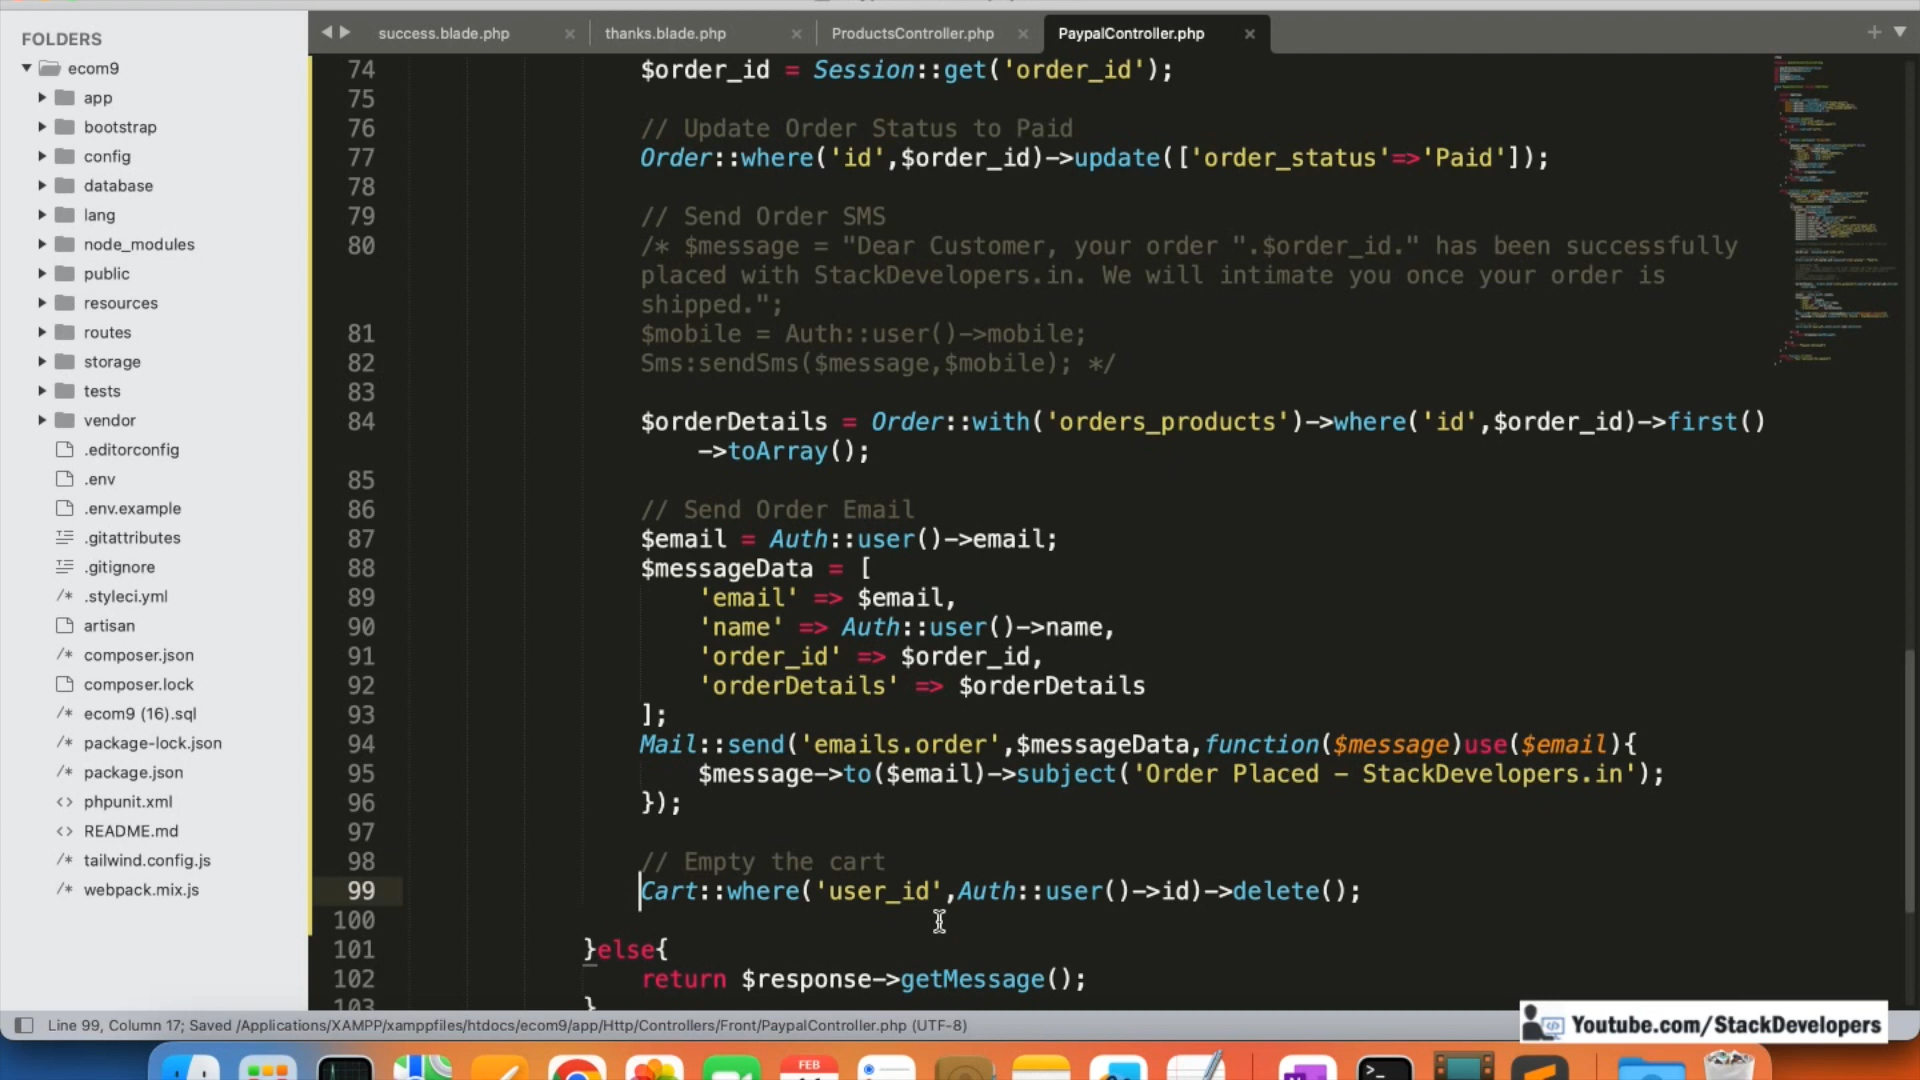 FOLDERS
ecom9
app
bootstrap
config
database
lang
node_modules
public
resources
routes
storage
tests
vendor
.editorconfig
.env
.env.example
.gitattributes
.gitignore
.styleci.yml
artisan
composer.json
composer.lock
ecom9 (16).sql
package-lock.json
package.json
phpunit.xml
README.md
tailwind.config.js
webpack.mix.js
success.blade.php thanks.blade.php ProductsController.php PaypalController.php
74 $order_id = Session::get('order_id');
75
76 // Update Order Status to Paid
77 Order::where('id',$order_id)->update(['order_status'=>'Paid']);
78
79 // Send Order SMS
80 /* $message = "Dear Customer, your order ".$order_id." has been successfully
placed with StackDevelopers.in. We will intimate you once your order is
shipped.";
81 $mobile = Auth::user()->mobile;
82 Sms:sendSms($message,$mobile); */
83
84 $orderDetails = Order::with('orders_products')->where('id',$order_id)->first()
->toArray();
85
86 // Send Order Email
87 $email = Auth::user()->email;
88 $messageData = [
89 'email' => $email,
90 'name' => Auth::user()->name,
91 'order_id' => $order_id,
92 'orderDetails' => $orderDetails
93 ];
94 Mail::send('emails.order',$messageData,function($message)use($email){
95 $message->to($email)->subject('Order Placed - StackDevelopers.in');
96 });
97
98 // Empty the cart
99 Cart::where('user_id',Auth::user()->id)->delete();
100
101 }else{
102 return $response->getMessage();
103 }
Line 99, Column 17; Saved /Applications/XAMPP/xamppfiles/htdocs/ecom9/app/Http/Controllers/Front/PaypalController.php (UTF-8)
Youtube.com/StackDevelopers
FEB